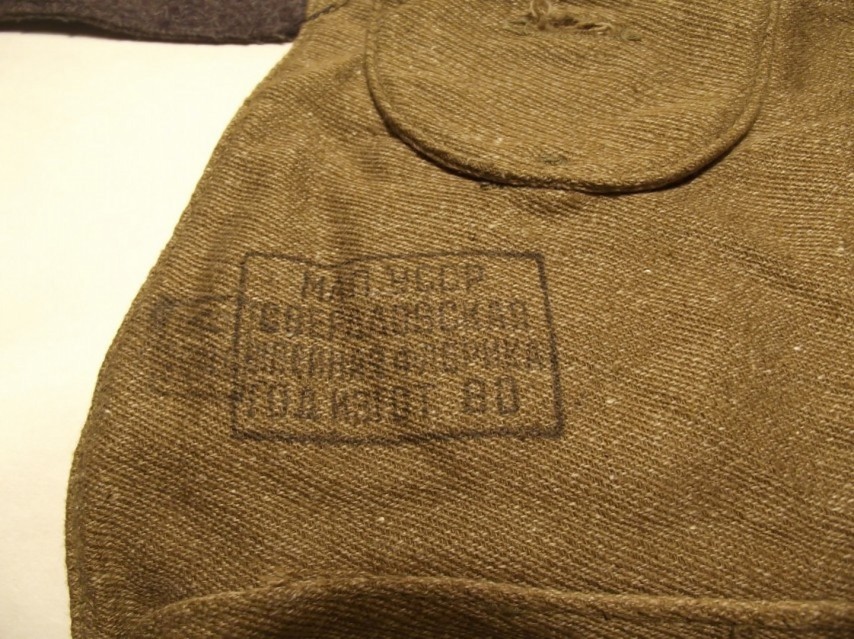 МЛП.УССР
СВЕРДЛОВСКАЯ
ШВЕЙНАЯ ФАБРИКА
ГОД ИЗГОТ. 80